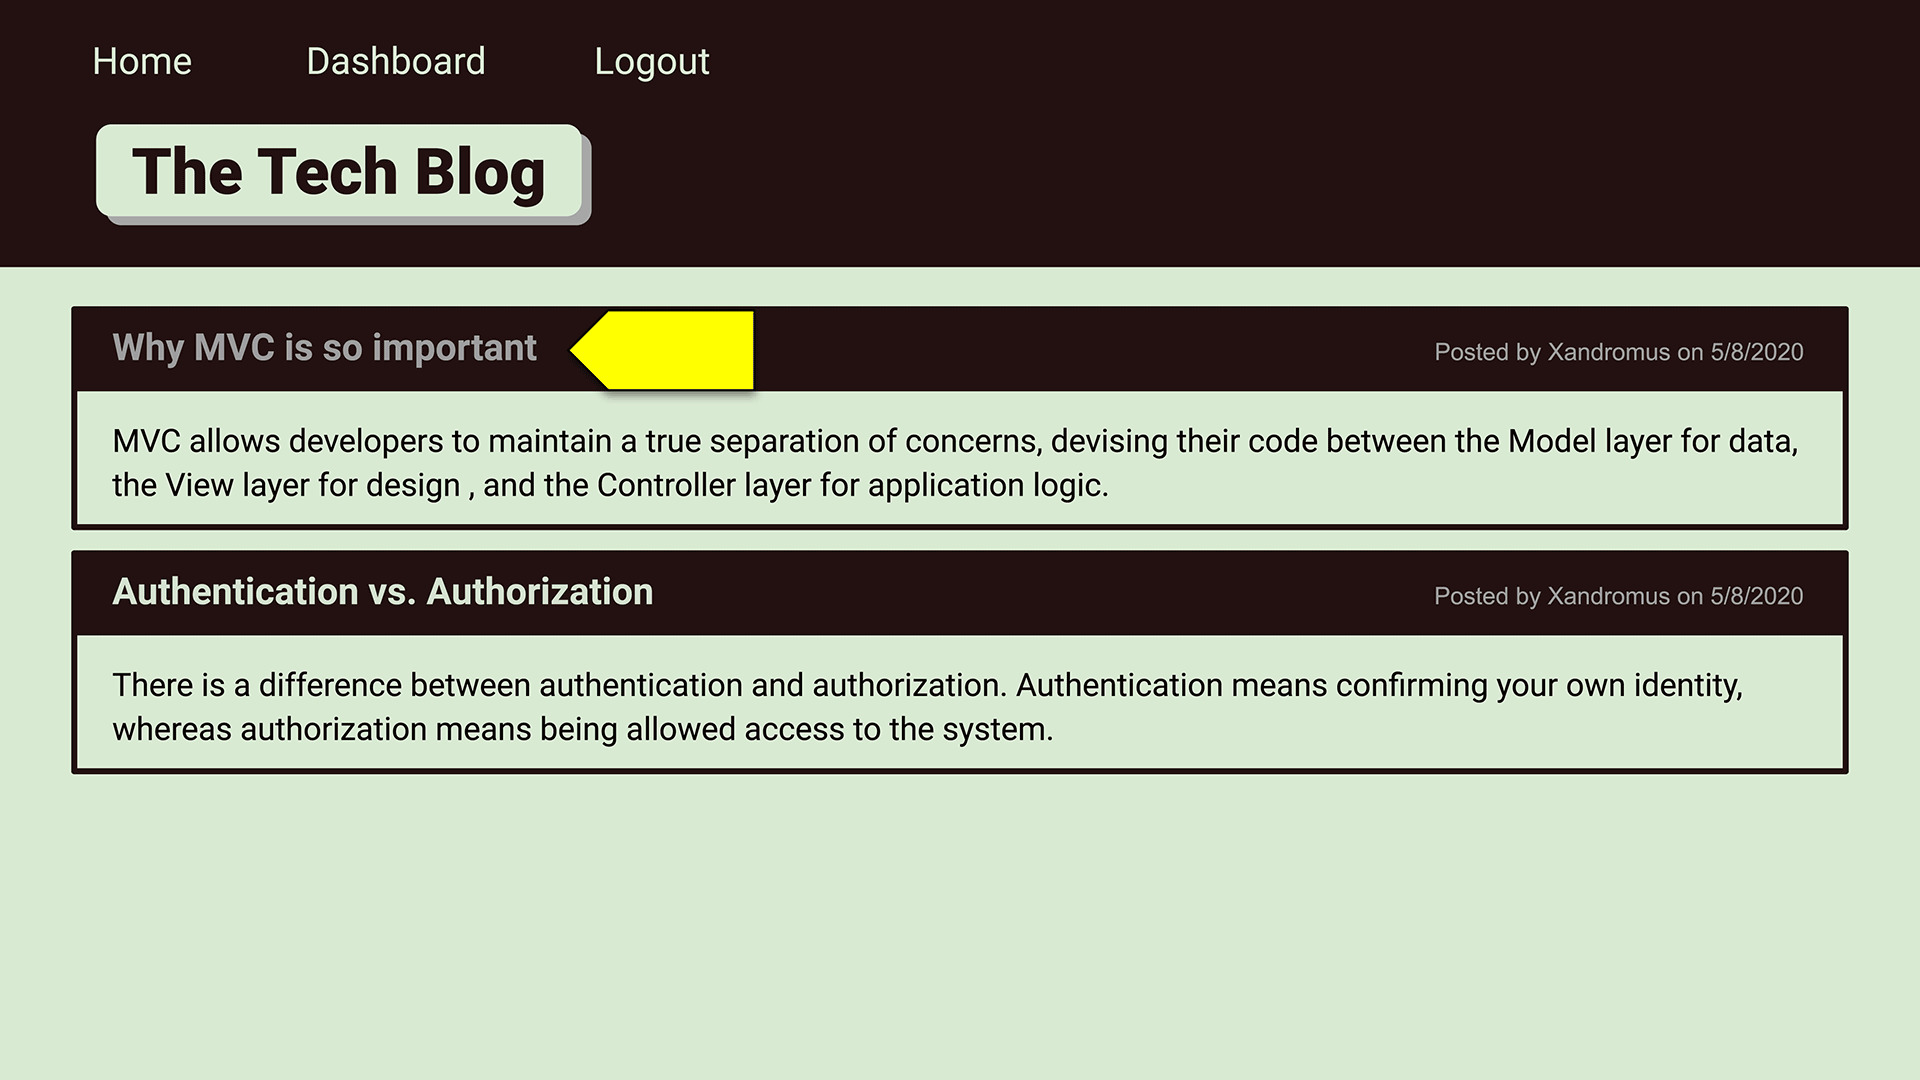 Home Dashboard Logout
The Tech Blog
Why MVC is so important
Posted by Xandromus on 5/8/2020
MVC allows developers to maintain a true separation of concerns, devising their code between the Model layer for data,
the View layer for design , and the Controller layer for application logic.
Authentication vs. Authorization
Posted by Xandromus on 5/8/2020
There is a difference between authentication and authorization. Authentication means confirming your own identity,
whereas authorization means being allowed access to the system.